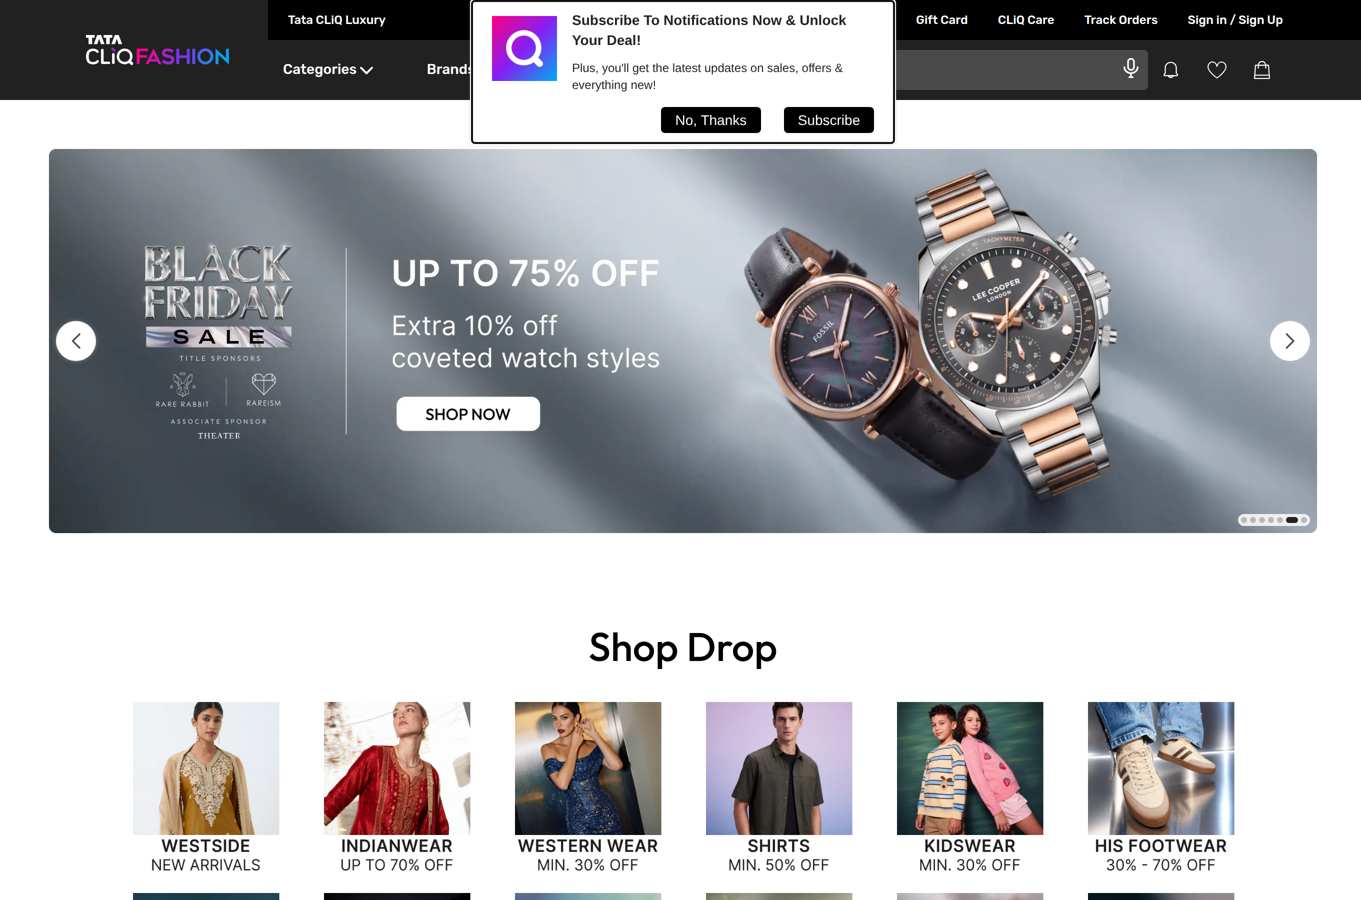 Tata CLiQ Luxury
Gift Card
CLiQ Care
Track Orders
Sign in / Sign Up
TATA
CLiQ FASHION
Categories
Brands
Subscribe To Notifications Now & Unlock
Your Deal!
Plus, you'll get the latest updates on sales, offers &
everything new!
No, Thanks
Subscribe
BLACK
FRIDAY
SALE
TITLE SPONSORS
RARE RABBIT
RAREISM
ASSOCIATE SPONSOR
THEATER
UP TO 75% OFF
Extra 10% off
coveted watch styles
SHOP NOW
FOSSIL
TACHYMETER
LEE COOPER
LONDON
Shop Drop
WESTSIDE
NEW ARRIVALS
INDIANWEAR
UP TO 70% OFF
WESTERN WEAR
MIN. 30% OFF
SHIRTS
MIN. 50% OFF
KIDSWEAR
MIN. 30% OFF
HIS FOOTWEAR
30% - 70% OFF